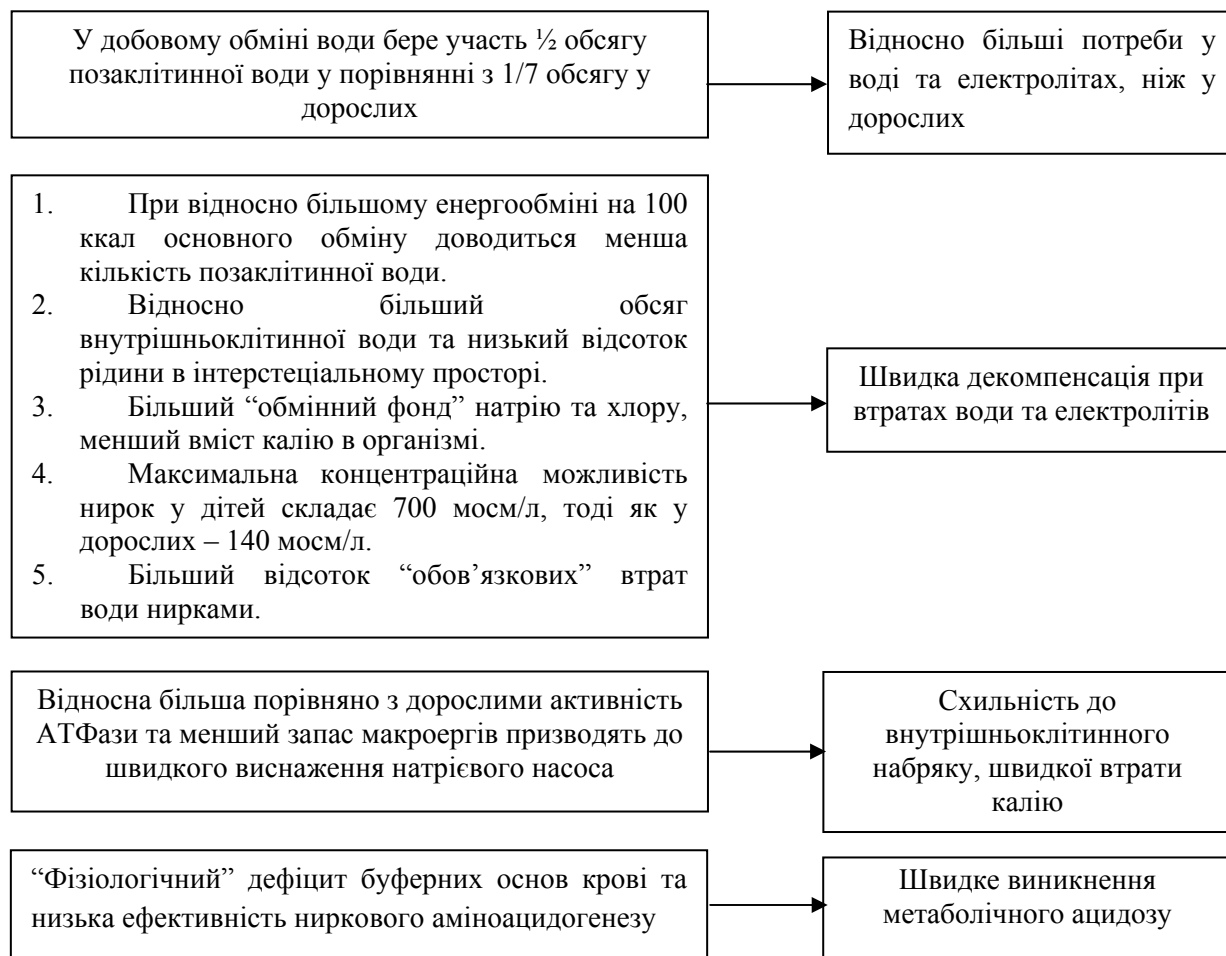 У добовому обміні води бере участь ½ обсягу
позаклітинної води у порівнянні з 1/7 обсягу у
дорослих
Відносно більші потреби у
воді та електролітах, ніж у
дорослих
1. При відносно більшому енергообміні на 100
ккал основного обміну доводиться менша
кількість позаклітинної води.
2. Відносно більший обсяг
внутрішньоклітинної води та низький відсоток
рідини в інтерстеціальному просторі.
3. Більший “обмінний фонд” натрію та хлору,
менший вміст калію в організмі.
4. Максимальна концентраційна можливість
нирок у дітей складає 700 мосм/л, тоді як у
дорослих – 140 мосм/л.
5. Більший відсоток “обов’язкових” втрат
води нирками.
Швидка декомпенсація при
втратах води та електролітів
Відносна більша порівняно з дорослими активність
АТФази та менший запас макроергів призводять до
швидкого виснаження натрієвого насоса
Схильність до
внутрішньоклітинного
набряку, швидкої втрати
калію
“Фізіологічний” дефіцит буферних основ крові та
низька ефективність ниркового аміноацидогенезу
Швидке виникнення
метаболічного ацидозу